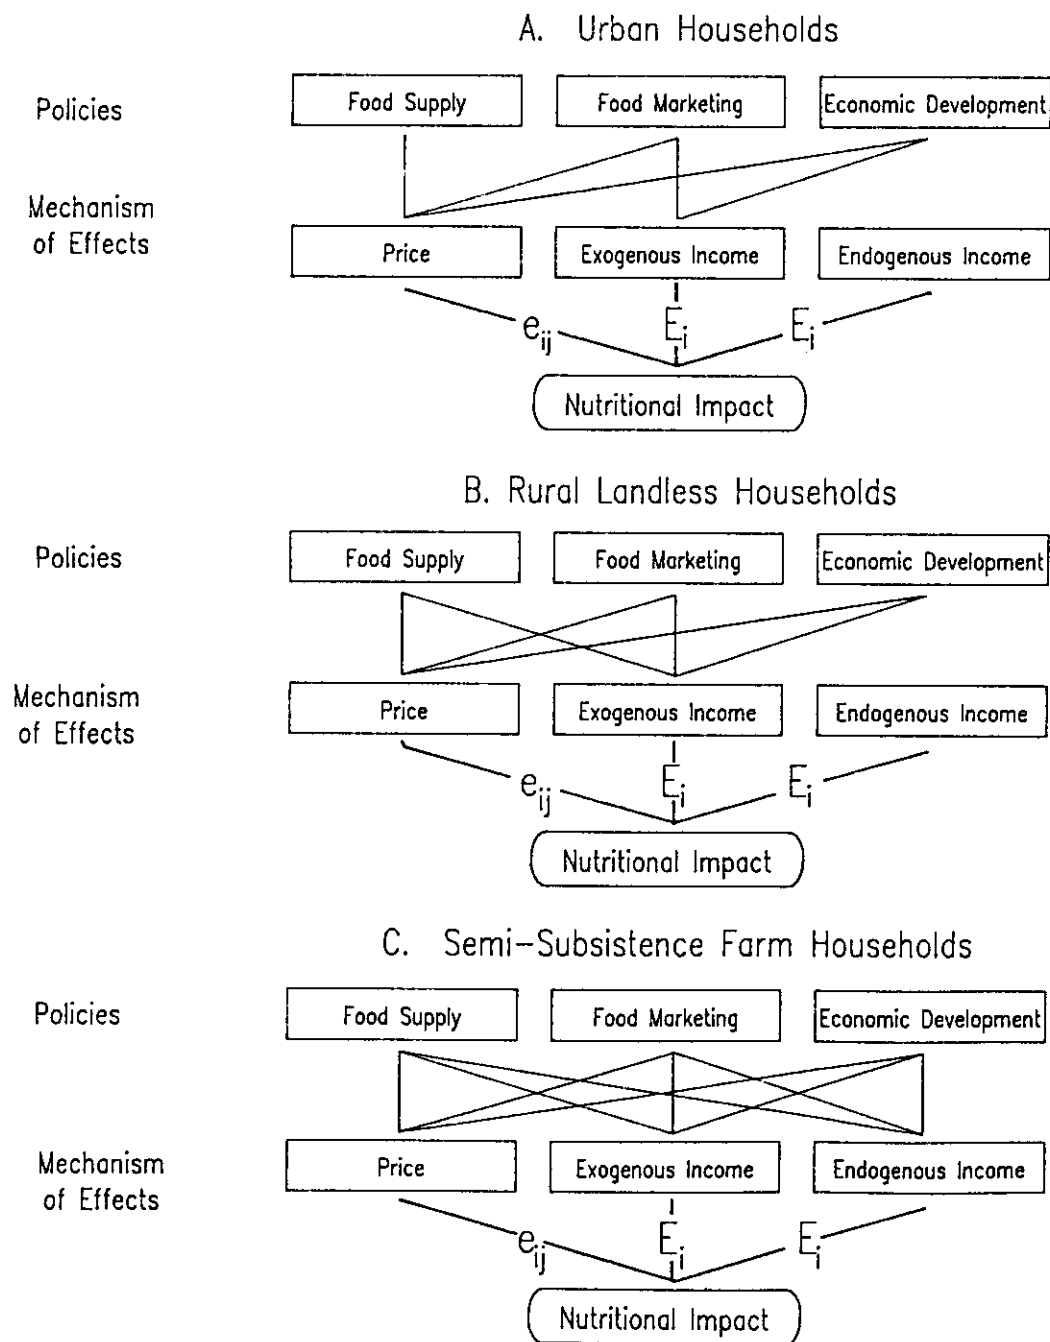 A. Urban Households
Policies
Food Supply
Food Marketing
Economic Development
Mechanism
of Effects
Price
Exogenous Income
Endogenous Income
eij
Ei
Ei
Nutritional Impact
B. Rural Landless Households
Policies
Food Supply
Food Marketing
Economic Development
Mechanism
of Effects
Price
Exogenous Income
Endogenous Income
eij
Ei
Ei
Nutritional Impact
C. Semi-Subsistence Farm Households
Policies
Food Supply
Food Marketing
Economic Development
Mechanism
of Effects
Price
Exogenous Income
Endogenous Income
eij
Ei
Ei
Nutritional Impact